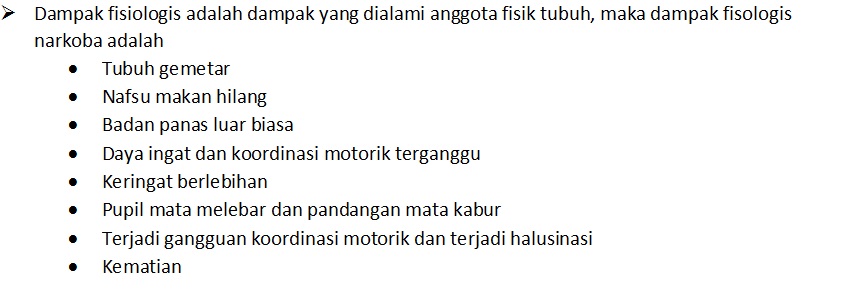 ➢ Dampak fisiologis adalah dampak yang dialami anggota fisik tubuh, maka dampak fisologis
narkoba adalah
• Tubuh gemetar
• Nafsu makan hilang
• Badan panas luar biasa
• Daya ingat dan koordinasi motorik terganggu
• Keringat berlebihan
• Pupil mata melebar dan pandangan mata kabur
• Terjadi gangguan koordinasi motorik dan terjadi halusinasi
• Kematian